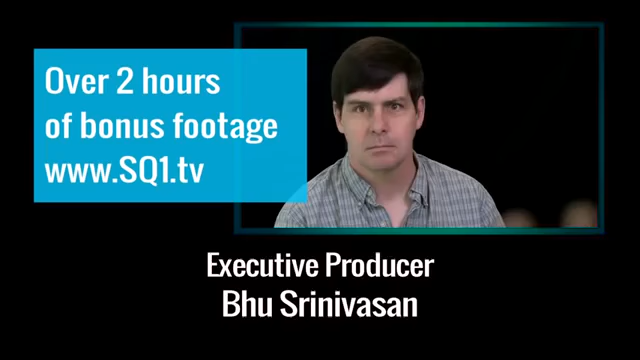 Over 2 hours
of bonus footage
www.SQ1.tv
Executive Producer
Bhu Srinivasan